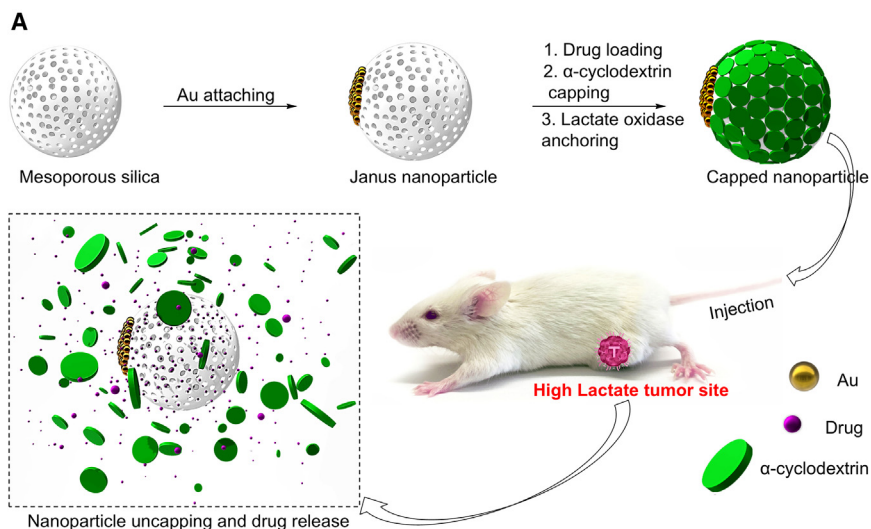 A
Au attaching
1. Drug loading
2. α-cyclodextrin
capping
3. Lactate oxidase
anchoring
Mesoporous silica
Janus nanoparticle
Capped nanoparticle
Injection
T
High Lactate tumor site
Au
Drug
α-cyclodextrin
Nanoparticle uncapping and drug release